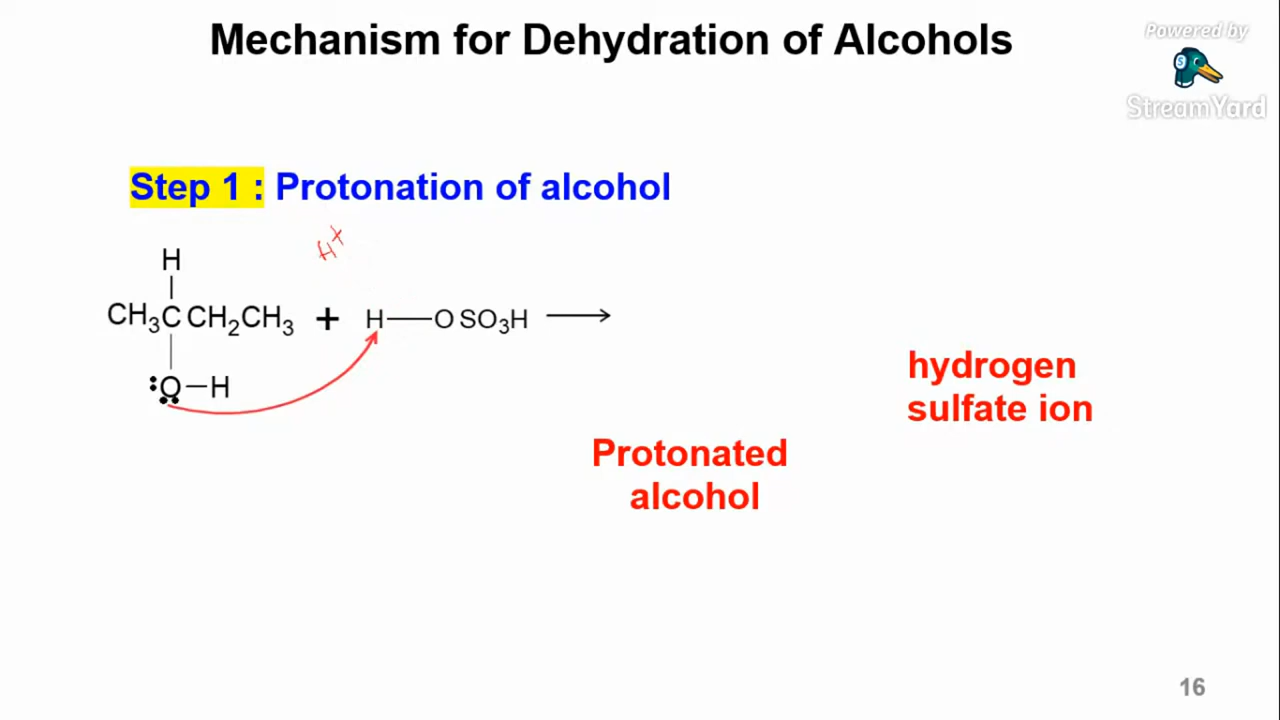 Mechanism for Dehydration of Alcohols
Powered by
S
StreamYard
Step 1 : Protonation of alcohol
H+
H
CH₃C CH₂CH₃ + H—O SO₃H ⟶
:O–H
hydrogen
sulfate ion
Protonated
alcohol
16